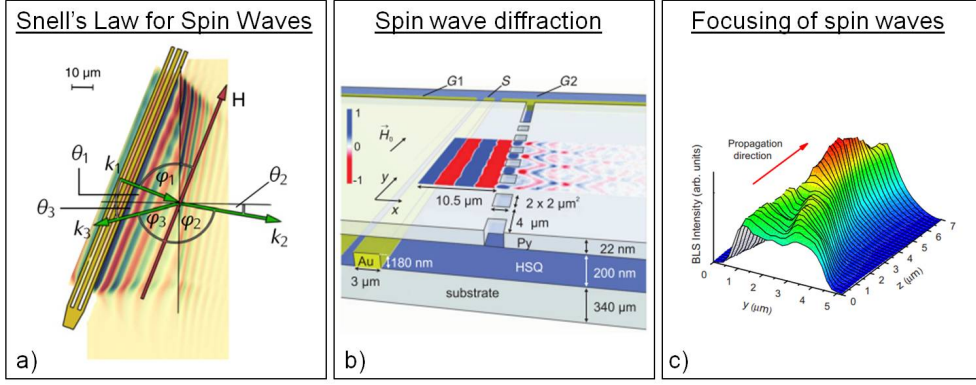 Snell's Law for Spin Waves
10 μm
H
θ1
k1
φ1
θ2
θ3
φ3
φ2
k3
k2
a)
Spin wave diffraction
G1
S
G2
1
0
-1
H0
y
x
10.5 μm
2 x 2 μm²
4 μm
Py
22 nm
Au
180 nm
HSQ
200 nm
3 μm
substrate
340 μm
b)
Focusing of spin waves
Propagation
direction
BLS Intensity (arb. units)
0
1
2
3
4
5
y (μm)
0
1
2
3
4
5
6
7
z (μm)
c)